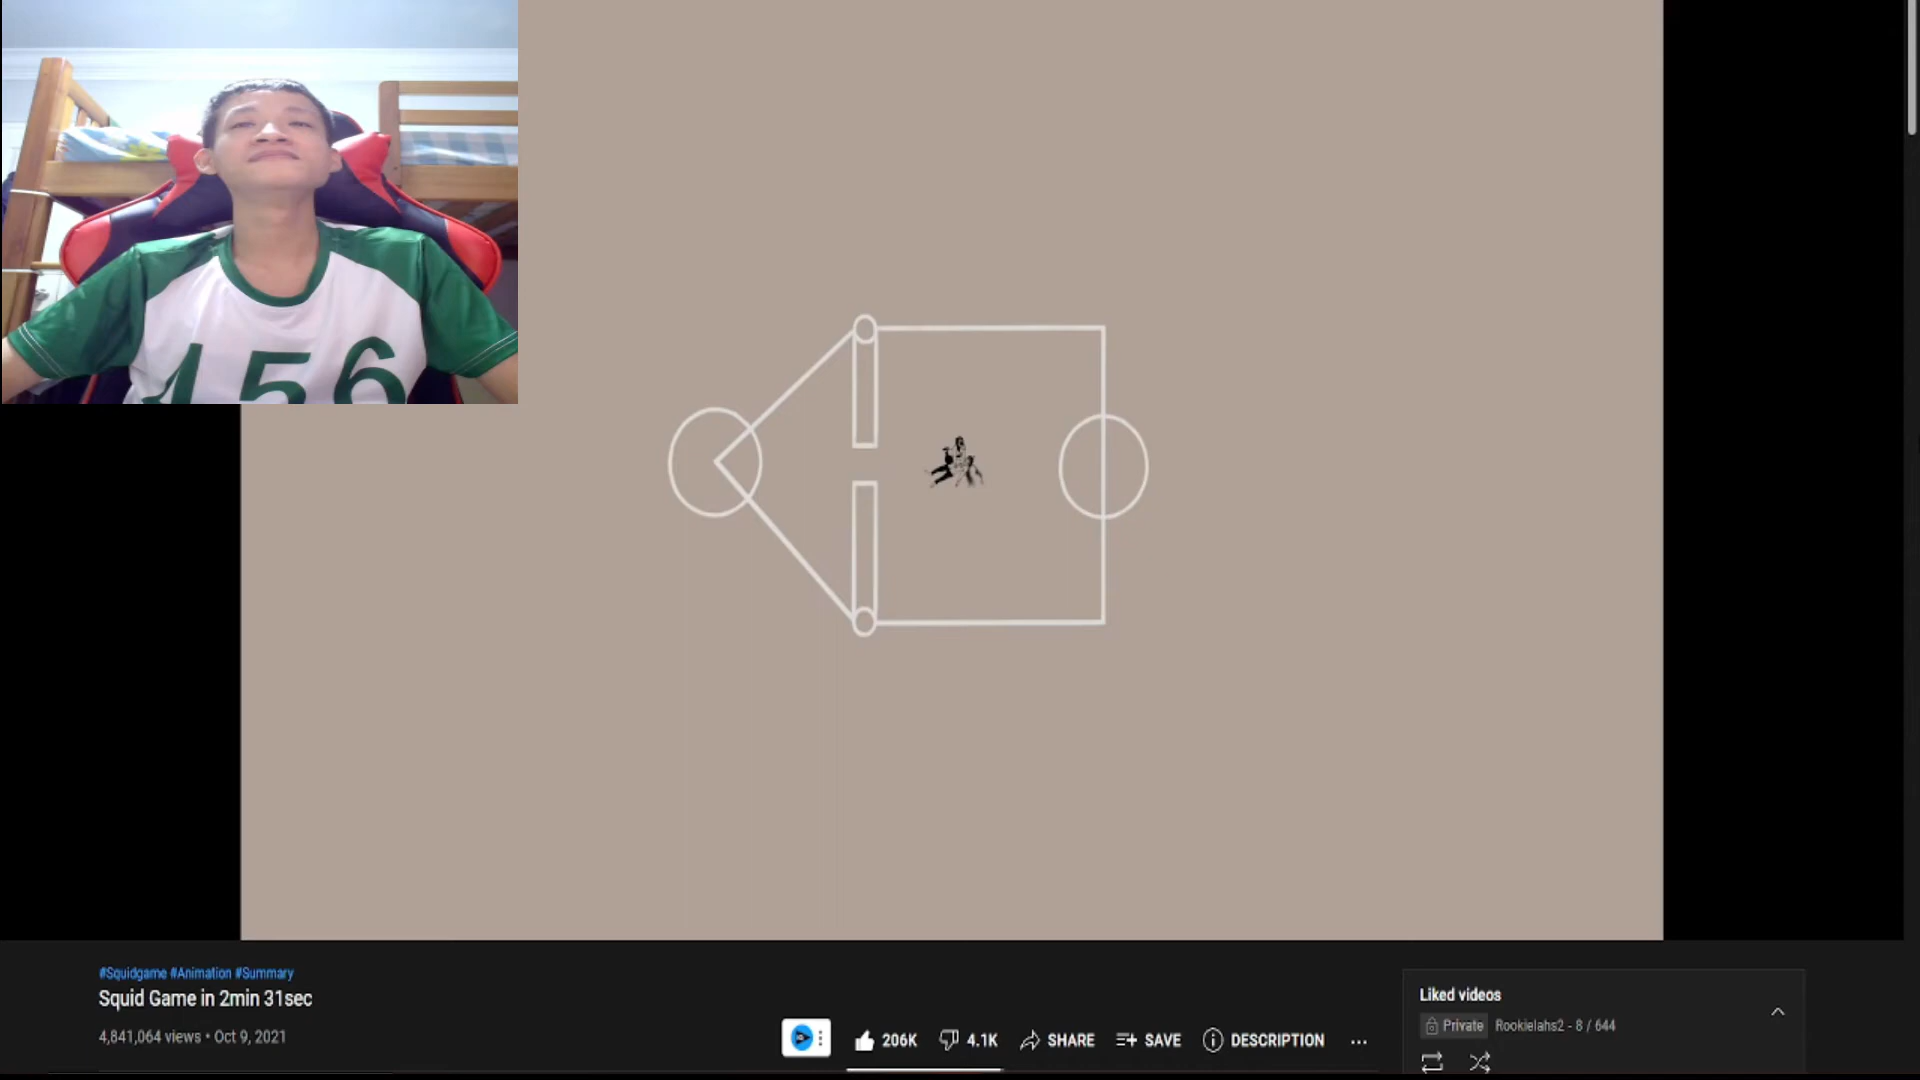 456
#Squidgame #Animation #Summary
Squid Game in 2min 31sec
4,841,064 views • Oct 9, 2021
206K
4.1K
SHARE
SAVE
DESCRIPTION
Liked videos
Private Rookielahs2 - 8 / 644